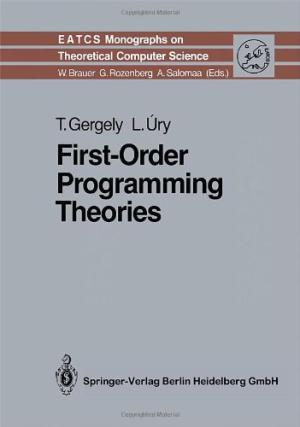 EATCS Monographs on
Theoretical Computer Science
W. Brauer G. Rozenberg A. Salomaa (Eds.)
T. Gergely L. Úry
First-Order
Programming
Theories
Springer-Verlag Berlin Heidelberg GmbH